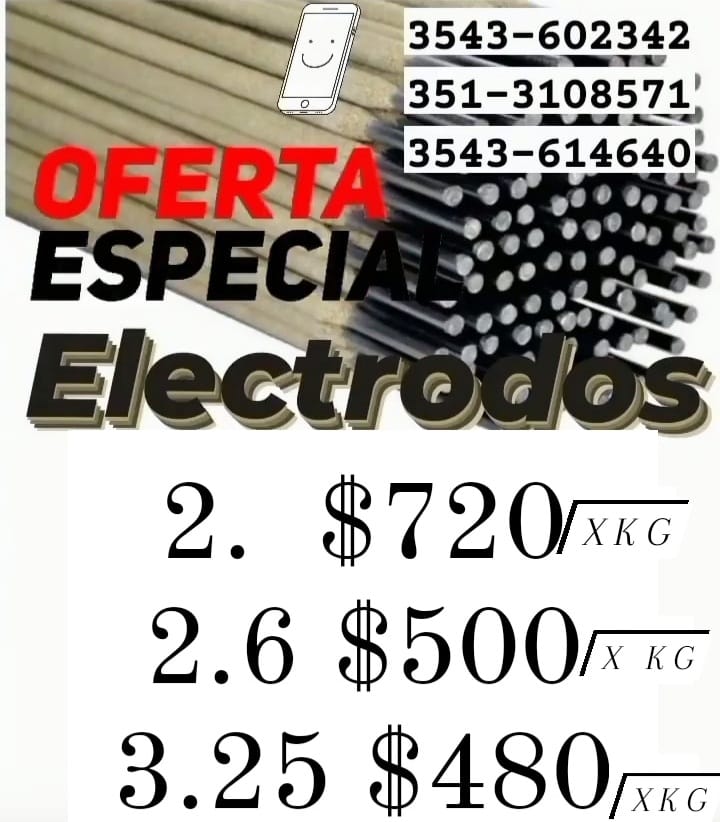 3543-602342
351-3108571
3543-614640
OFERTA
ESPECIAL
Electrodos
2. $720/XKG
2.6 $500/X KG
3.25 $480/XKG